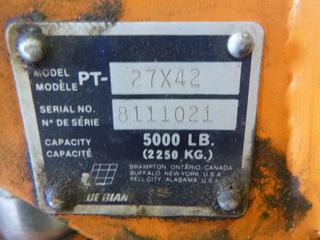 MODEL PT- 27X42
MODÈLE
SERIAL NO. 8111021
Nº DE SÉRIE
CAPACITY 5000 LB.
CAPACITÉ (2250 KG.)
BRAMPTON, ONTARIO, CANADA
BUFFALO, NEW YORK, U.S.A.
PELL CITY, ALABAMA, U.S.A.